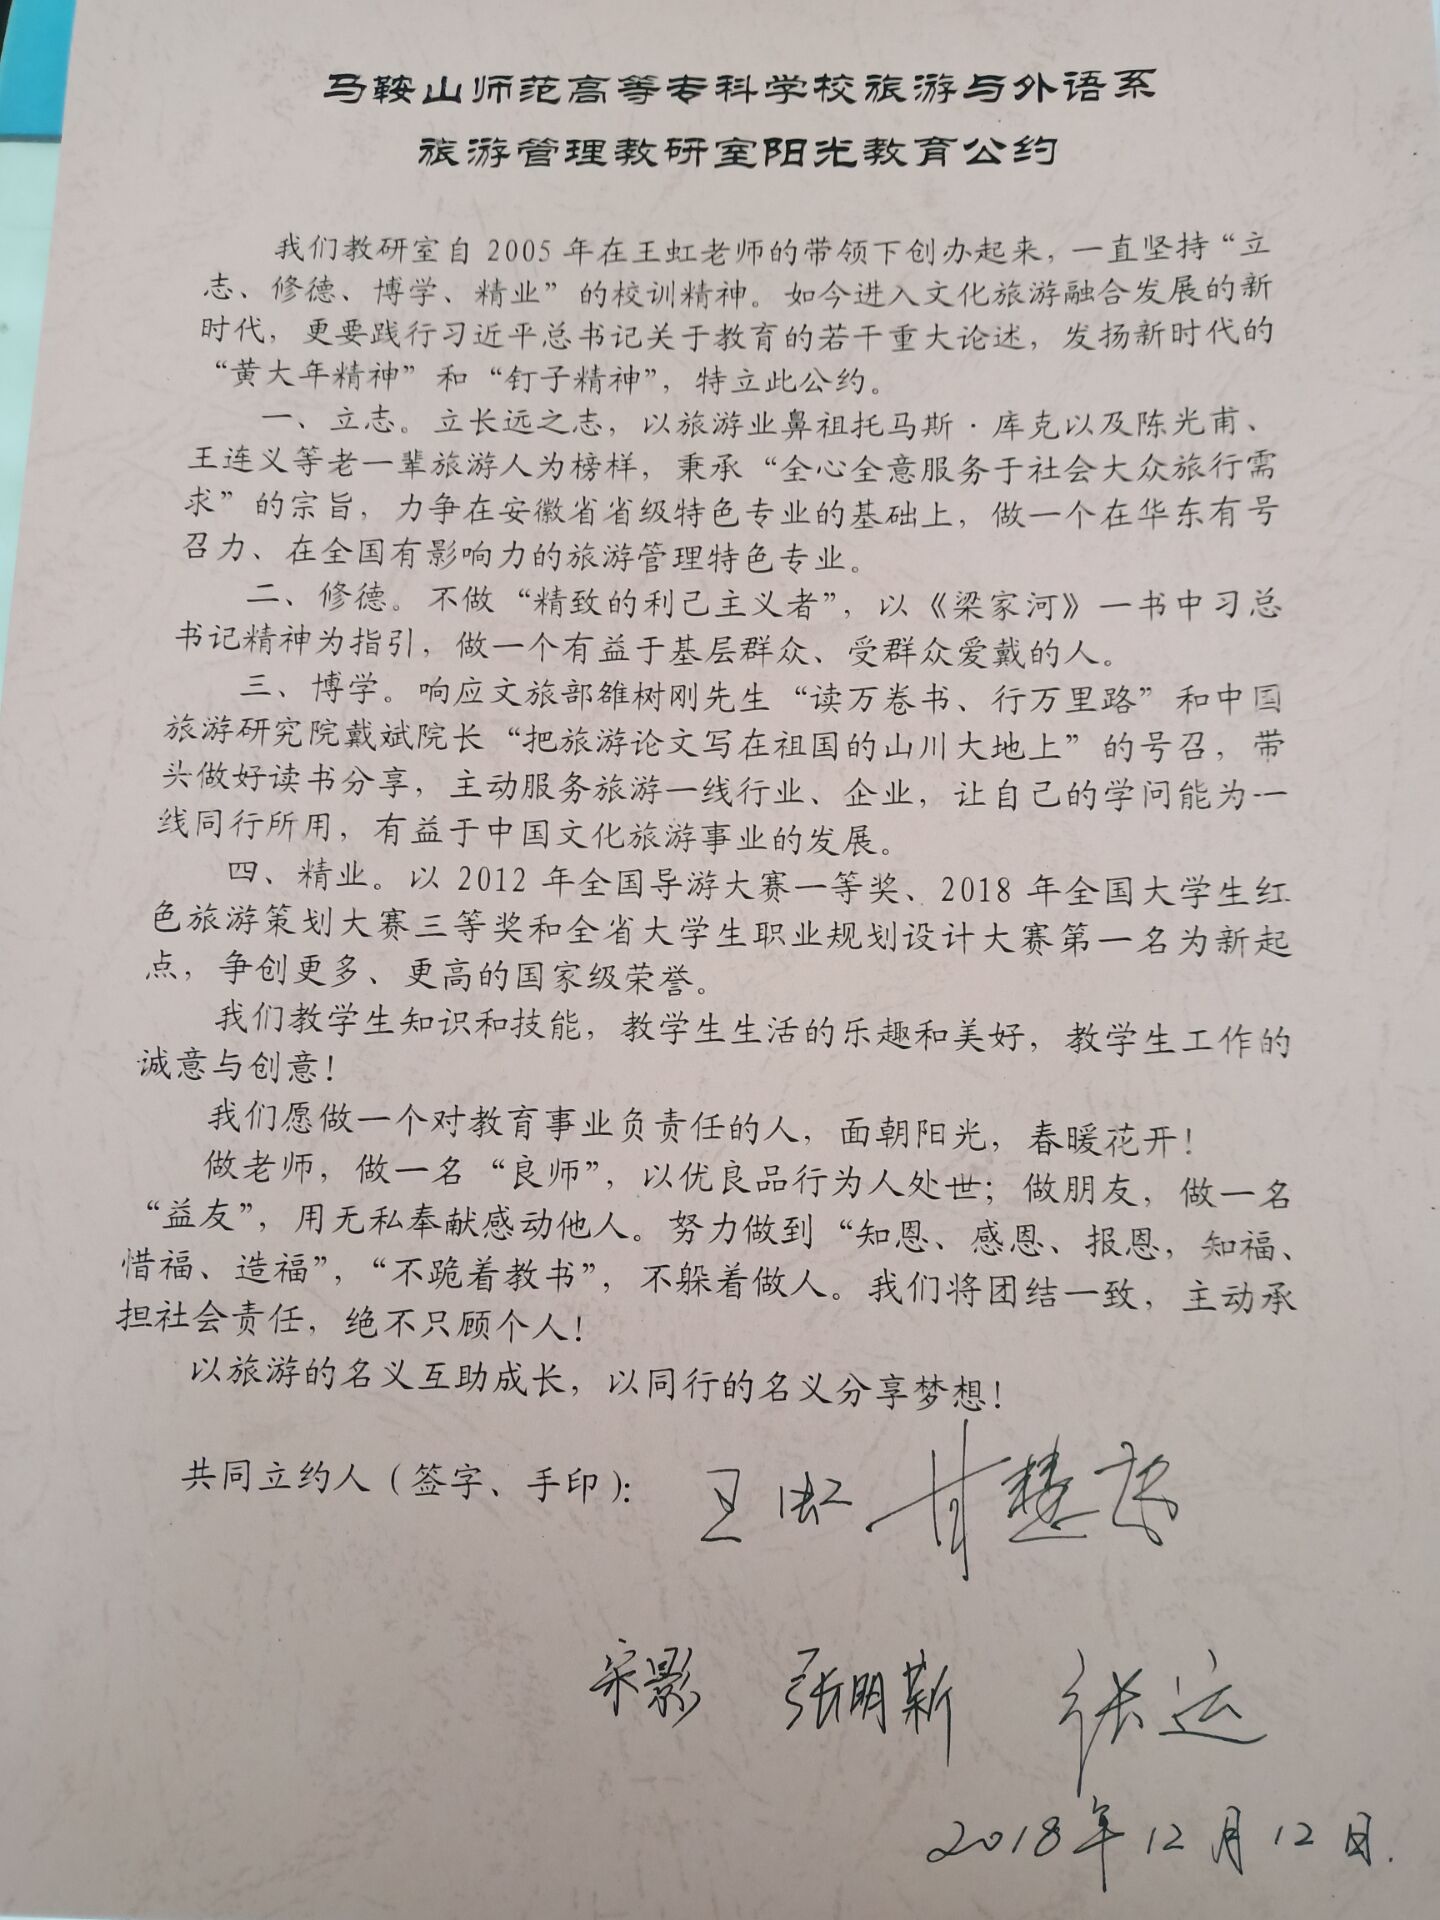 马鞍山师范高等专科学校旅游与外语系
旅游管理教研室阳光教育公约
我们教研室自 2005 年在王虹老师的带领下创办起来，一直坚持“立
志、修德、博学、精业”的校训精神。如今进入文化旅游融合发展的新
时代，更要践行习近平总书记关于教育的若干重大论述，发扬新时代的
“黄大年精神”和“钉子精神”，特立此公约。
一、立志。立长远之志，以旅游业鼻祖托马斯·库克以及陈光甫、
王连义等老一辈旅游人为榜样，秉承“全心全意服务于社会大众旅行需
求”的宗旨，力争在安徽省省级特色专业的基础上，做一个在华东有号
召力、在全国有影响力的旅游管理特色专业。
二、修德。不做“精致的利己主义者”，以《梁家河》一书中习总
书记精神为指引，做一个有益于基层群众、受群众爱戴的人。
三、博学。响应文旅部雒树刚先生“读万卷书、行万里路”和中国
旅游研究院戴斌院长“把旅游论文写在祖国的山川大地上”的号召，带
头做好读书分享，主动服务旅游一线行业、企业，让自己的学问能为一
线同行所用，有益于中国文化旅游事业的发展。
四、精业。以 2012 年全国导游大赛一等奖、2018 年全国大学生红
色旅游策划大赛三等奖和全省大学生职业规划设计大赛第一名为新起
点，争创更多、更高的国家级荣誉。
我们教学生知识和技能，教学生生活的乐趣和美好，教学生工作的
诚意与创意！
我们愿做一个对教育事业负责任的人，面朝阳光，春暖花开！
做老师，做一名“良师”，以优良品行为人处世；做朋友，做一名
“益友”，用无私奉献感动他人。努力做到“知恩、感恩、报恩，知福、
惜福、造福”，“不跪着教书”，不躲着做人。我们将团结一致，主动承
担社会责任，绝不只顾个人！
以旅游的名义互助成长，以同行的名义分享梦想！
共同立约人（签字、手印）： 王虹
宋影 张明新 张运
2018年12月12日.